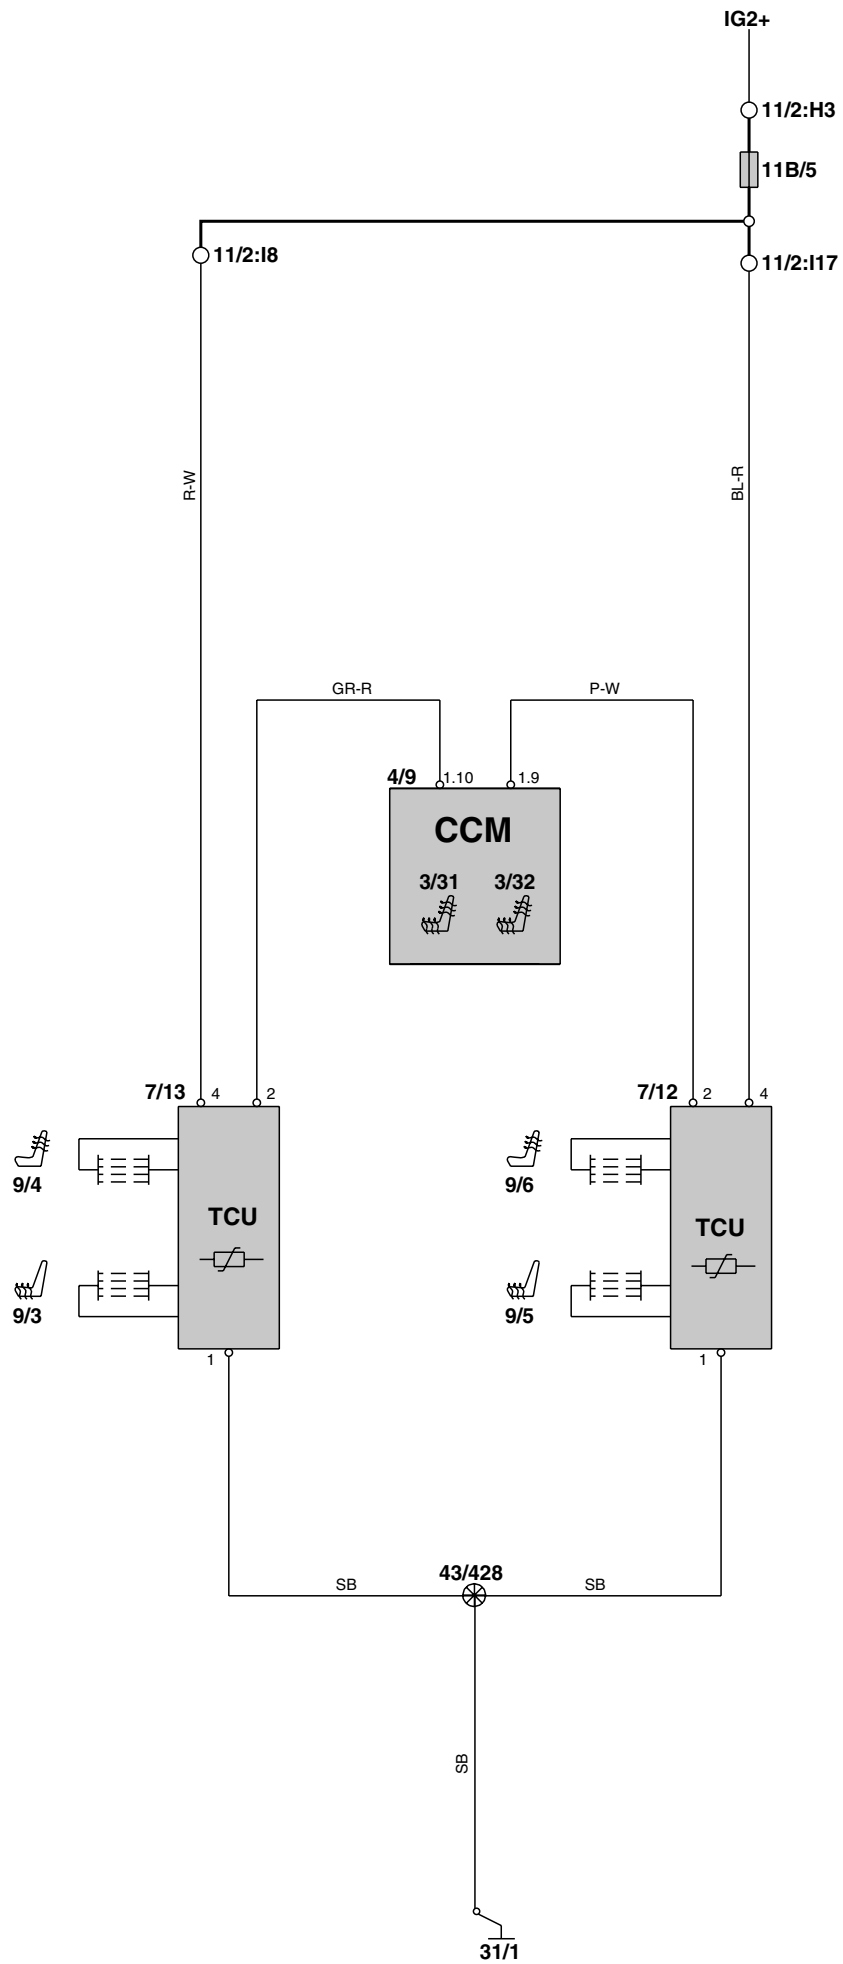 IG2+
11/2:H3
11B/5
11/2:I8
11/2:I17
R-W
BL-R
GR-R
P-W
4/9
1.10
1.9
CCM
3/31
3/32
7/13
4
2
7/12
2
4
9/4
9/6
TCU
TCU
9/3
9/5
1
1
43/428
SB
SB
SB
31/1